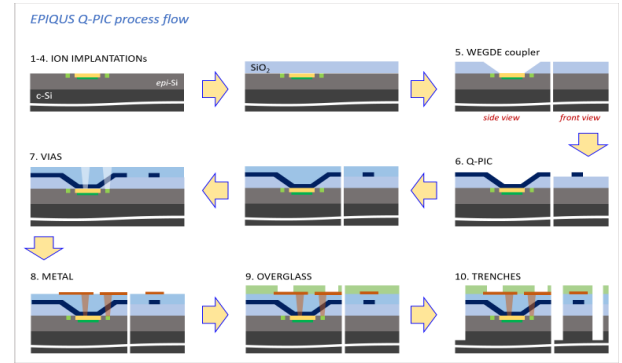 EPIQUS Q-PIC process flow
1-4. ION IMPLANTATIONs
epi-Si
c-Si
SiO2
5. WEGDE coupler
side view
front view
7. VIAS
6. Q-PIC
8. METAL
9. OVERGLASS
10. TRENCHES